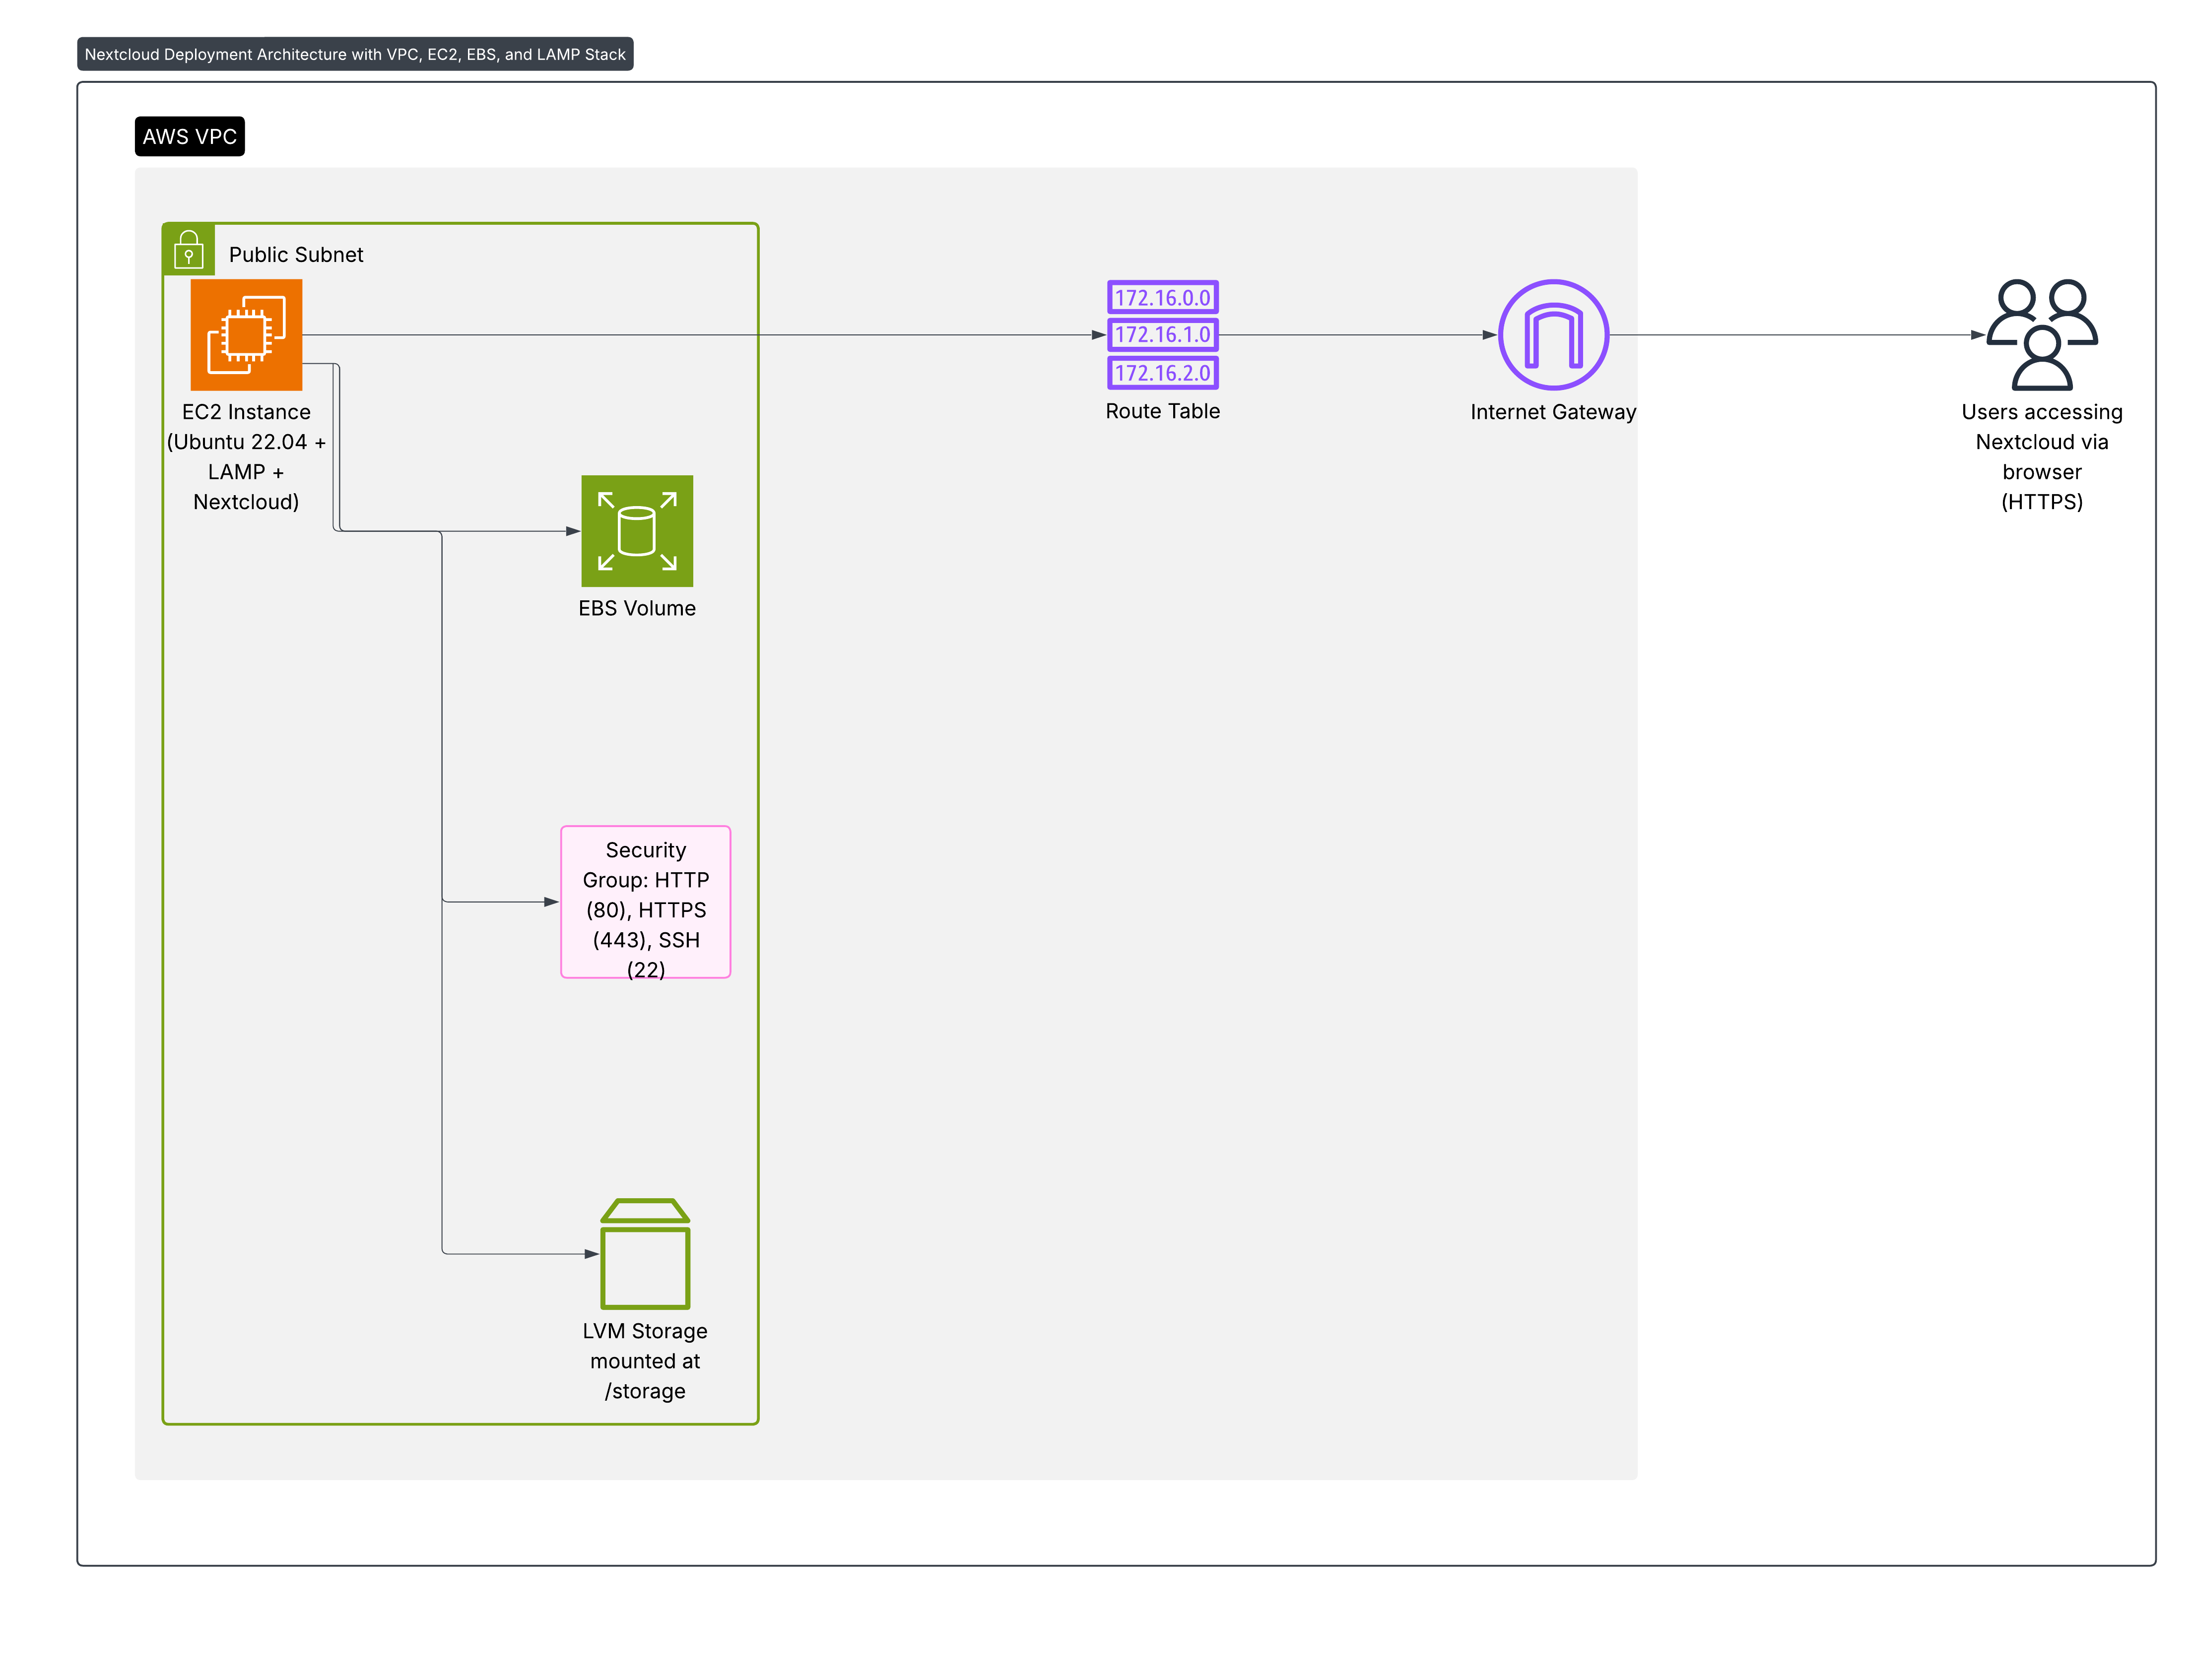 Nextcloud Deployment Architecture with VPC, EC2, EBS, and LAMP Stack
AWS VPC
Public Subnet
EC2 Instance
(Ubuntu 22.04 +
LAMP +
Nextcloud)
172.16.0.0
172.16.1.0
172.16.2.0
Route Table
Internet Gateway
Users accessing
Nextcloud via
browser
(HTTPS)
EBS Volume
Security
Group: HTTP
(80), HTTPS
(443), SSH
(22)
LVM Storage
mounted at
/storage